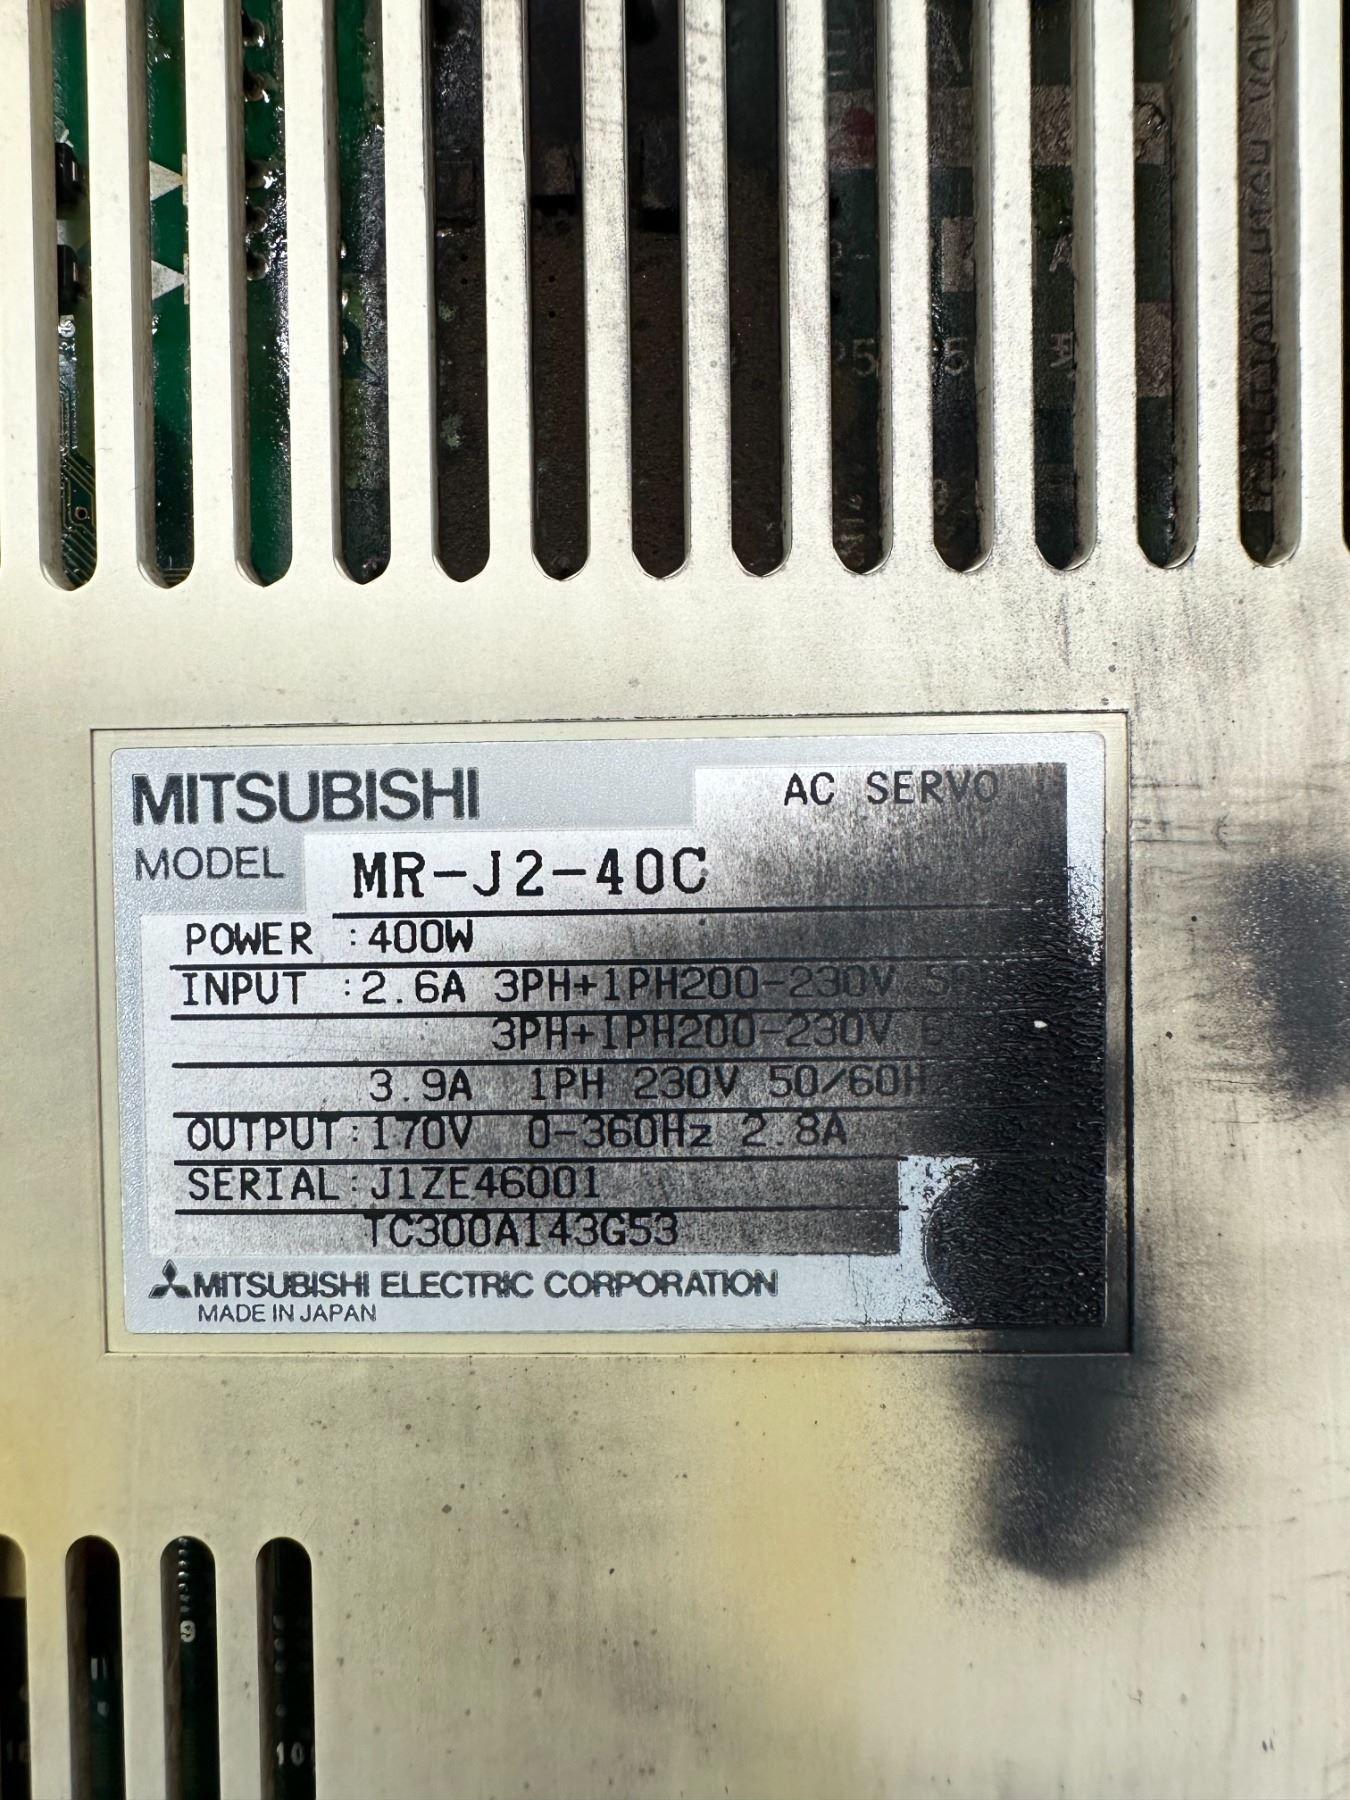 MITSUBISHI
AC SERVO
MODEL MR-J2-40C
POWER :400W
INPUT :2.6A 3PH+1PH200-230V
3PH+1PH200-230V
3.9A 1PH 230V 50/60H
OUTPUT:170V 0-360Hz 2.8A
SERIAL:J1ZE46001
TC300A143G53
MITSUBISHI ELECTRIC CORPORATION
MADE IN JAPAN
9
10